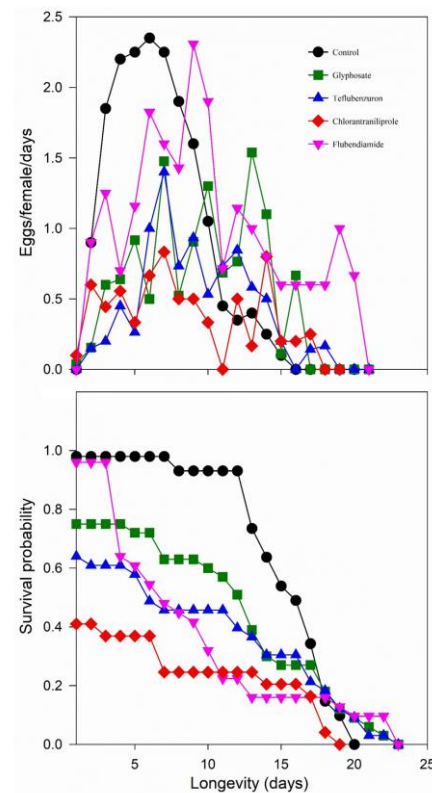 2.5
2.0
1.5
1.0
0.5
0.0
Eggs/female/days
Control
Glyphosate
Teflubenzuron
Chlorantraniliprole
Flubendiamide
1.0
0.8
0.6
0.4
0.2
0.0
Survival probability
5 10 15 20 25
Longevity (days)